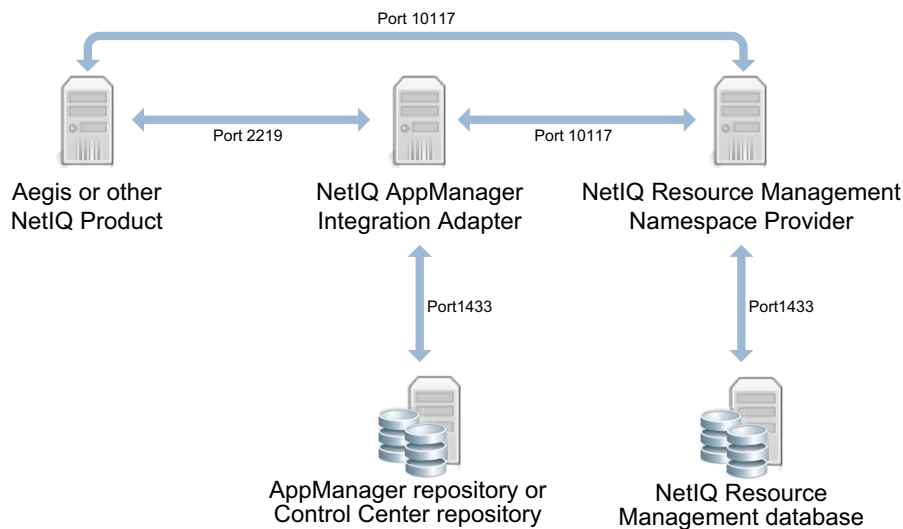 Port 10117
Port 2219
Port 10117
Aegis or other
NetIQ Product
NetIQ AppManager
Integration Adapter
NetIQ Resource Management
Namespace Provider
Port1433
Port1433
AppManager repository or
Control Center repository
NetIQ Resource
Management database